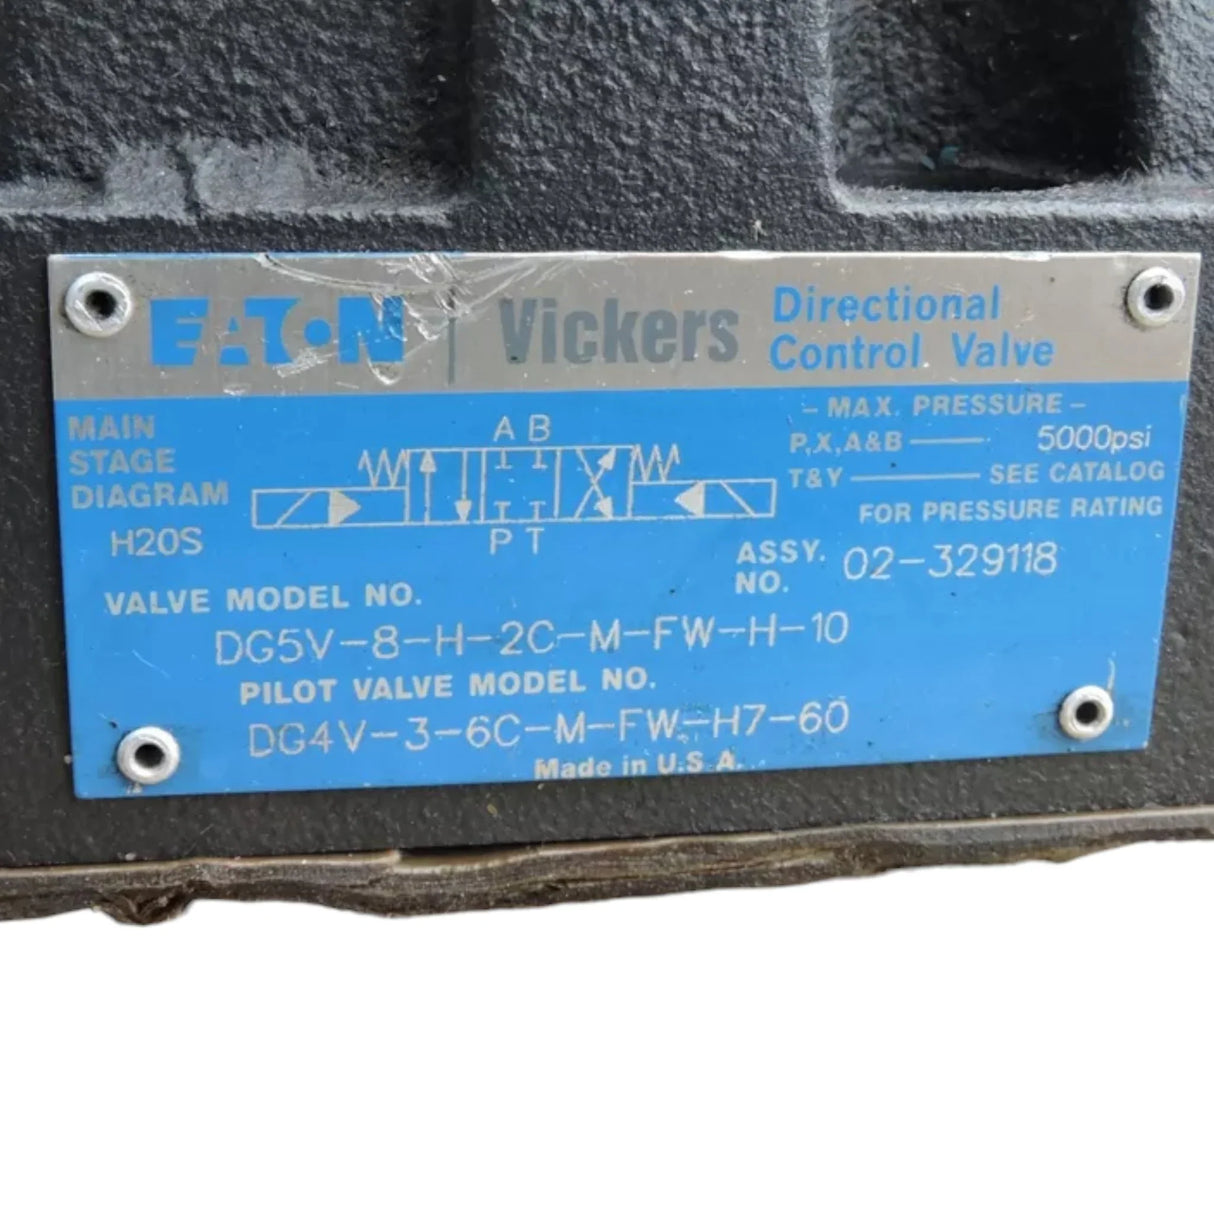 EATON | Vickers Directional
Control Valve
MAIN
STAGE
DIAGRAM
H20S
A B
P T
- MAX. PRESSURE -
P,X,A&B 5000psi
T&Y SEE CATALOG
FOR PRESSURE RATING
ASSY. NO. 02-329118
VALVE MODEL NO.
DG5V-8-H-2C-M-FW-H-10
PILOT VALVE MODEL NO.
DG4V-3-6C-M-FW-H7-60
Made in U.S.A.